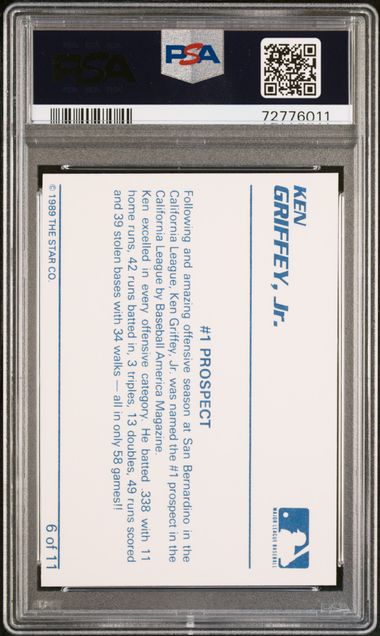 PSA
PSA
72776011
KEN
GRIFFEY, Jr.
MAJOR LEAGUE BASEBALL
#1 PROSPECT
Following and amazing offensive season at San Bernardino in the
California League, Ken Griffey, Jr. was named the #1 prospect in the
California League by Baseball America Magazine.
Ken excelled in every offensive category. He batted .338 with 11
home runs, 42 runs batted in, 3 triples, 13 doubles, 49 runs scored
and 39 stolen bases with 34 walks — all in only 58 games!!
© 1989 THE STAR CO.
6 of 11